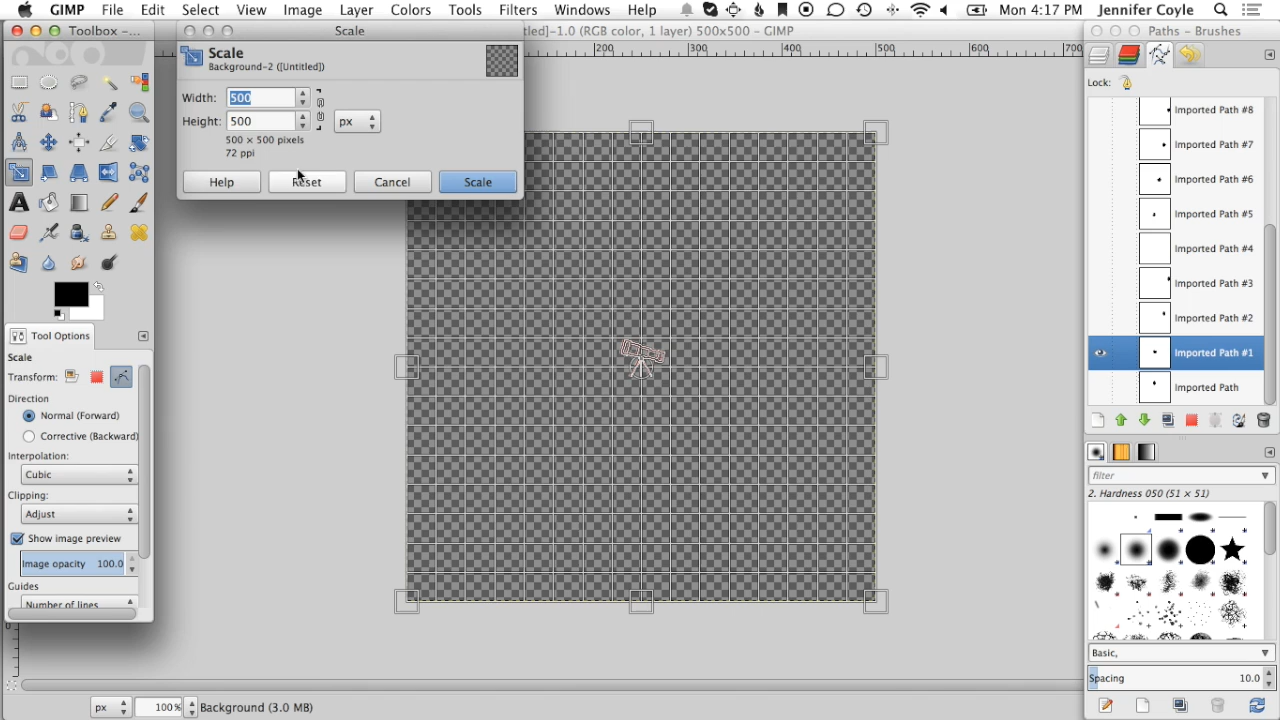 GIMP File Edit Select View Image Layer Colors Tools Filters Windows Help Mon 4:17 PM Jennifer Coyle
Toolbox –...
Scale
tled]-1.0 (RGB color, 1 layer) 500x500 – GIMP
Paths – Brushes
200 300 400 500 600 700
Scale
Background-2 ([Untitled])
Width: 500
Height: 500 px
500 × 500 pixels
72 ppi
Help Reset Cancel Scale
Lock:
Imported Path #8
Imported Path #7
Imported Path #6
Imported Path #5
Imported Path #4
Imported Path #3
Imported Path #2
Imported Path #1
Imported Path
Tool Options
Scale
Transform:
Direction
Normal (Forward)
Corrective (Backward)
Interpolation:
Cubic
Clipping:
Adjust
Show image preview
Image opacity 100.0
Guides
Number of lines
filter
2. Hardness 050 (51 × 51)
Basic,
Spacing 10.0
px 100% Background (3.0 MB)